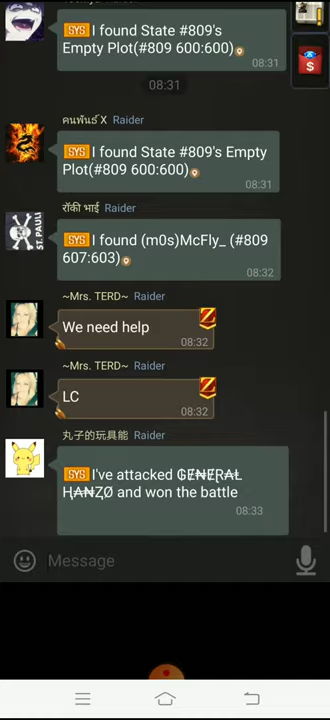 SYS I found State #809's
Empty Plot(#809 600:600)
08:31
08:31
คนพันธ์ X Raider
SYS I found State #809's Empty
Plot(#809 600:600)
08:31
रॉकी भाई Raider
SYS I found (m0s)McFly_ (#809
607:603)
08:32
ST. PAULI
~Mrs. TERD~ Raider
We need help
08:32
~Mrs. TERD~ Raider
LC
08:32
丸子的玩具熊 Raider
SYS I've attacked
and won the battle
08:33
Message